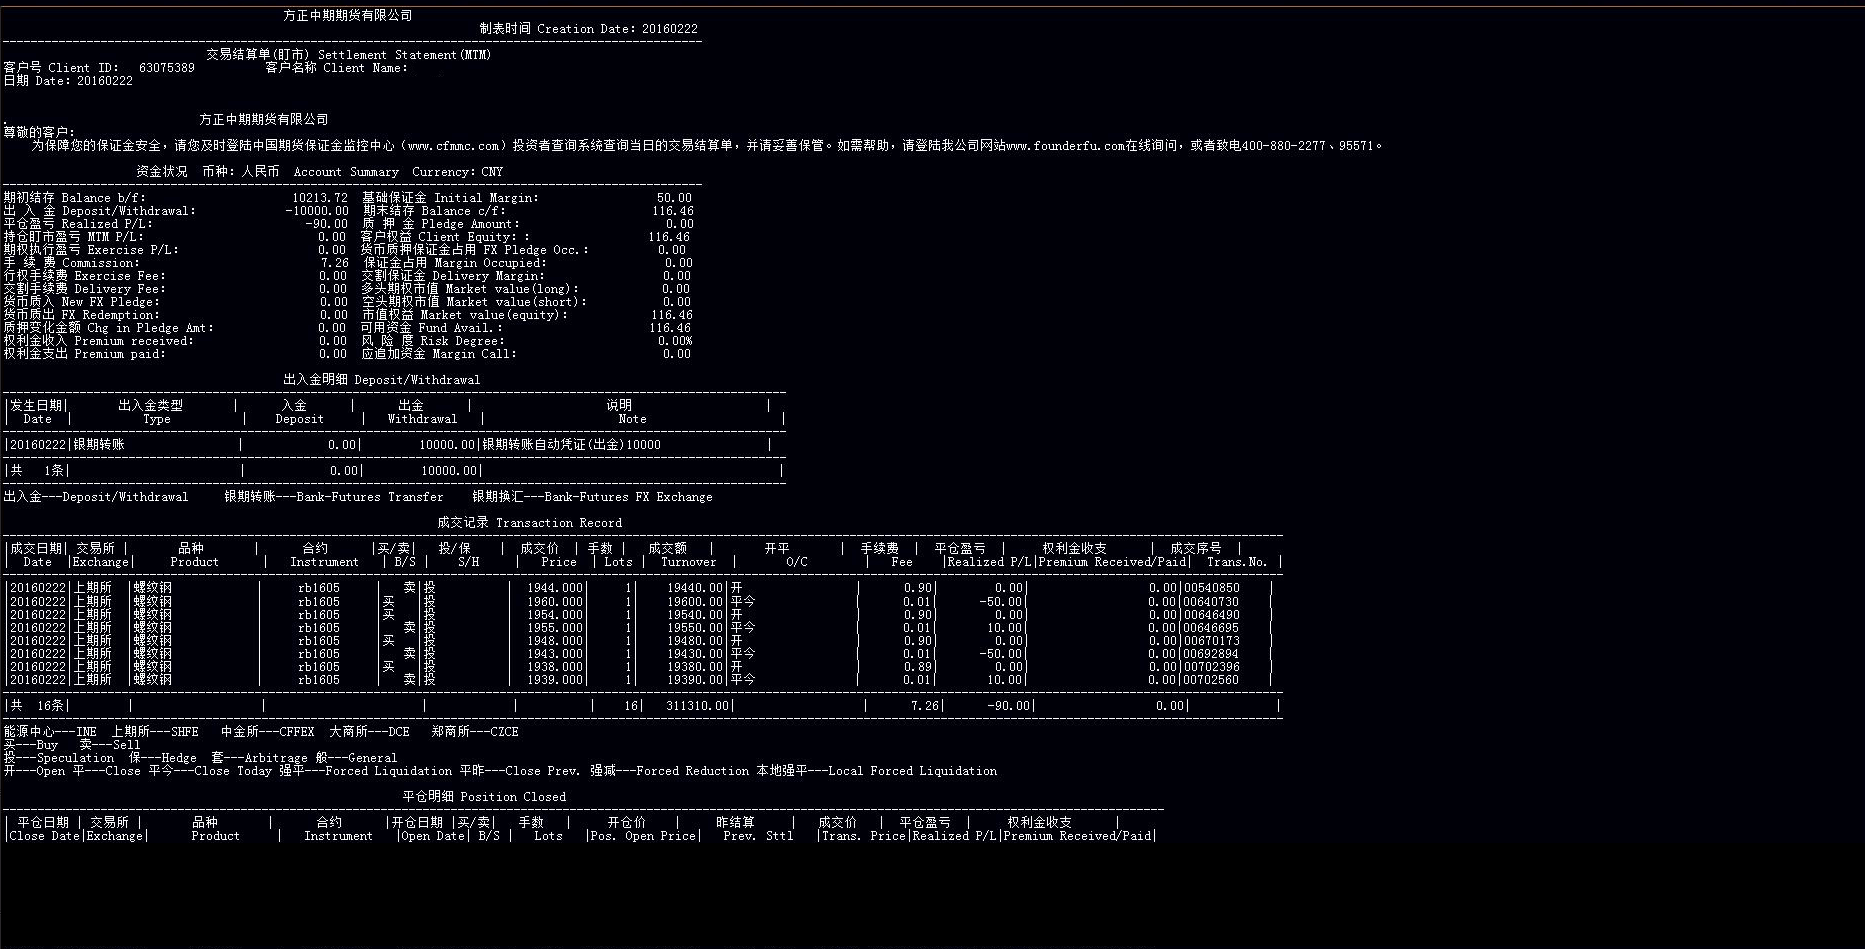 方正中期期货有限公司
制表时间 Creation Date: 20160222
----------------------------------------------------------------------------------------------------
交易结算单(盯市) Settlement Statement(MTM)
客户号 Client ID: 63075389 客户名称 Client Name:
日期 Date: 20160222
.
方正中期期货有限公司
尊敬的客户:
为保障您的保证金安全，请您及时登陆中国期货保证金监控中心（www.cfmmc.com）投资者查询系统查询当日的交易结算单，并请妥善保管。如需帮助，请登陆我公司网站www.founderfu.com在线询问，或者致电400-880-2277、95571。
资金状况 币种: 人民币 Account Summary Currency: CNY
----------------------------------------------------------------------------------------------------
期初结存 Balance b/f: 10213.72 基础保证金 Initial Margin: 50.00
出 入 金 Deposit/Withdrawal: -10000.00 期末结存 Balance c/f: 116.46
平仓盈亏 Realized P/L: -90.00 质 押 金 Pledge Amount: 0.00
持仓盯市盈亏 MTM P/L: 0.00 客户权益 Client Equity: : 116.46
期权执行盈亏 Exercise P/L: 0.00 货币质押保证金占用 FX Pledge Occ.: 0.00
手 续 费 Commission: 7.26 保证金占用 Margin Occupied: 0.00
行权手续费 Exercise Fee: 0.00 交割保证金 Delivery Margin: 0.00
交割手续费 Delivery Fee: 0.00 多头期权市值 Market value(long): 0.00
货币质入 New FX Pledge: 0.00 空头期权市值 Market value(short): 0.00
货币质出 FX Redemption: 0.00 市值权益 Market value(equity): 116.46
质押变化金额 Chg in Pledge Amt: 0.00 可用资金 Fund Avail.: 116.46
权利金收入 Premium received: 0.00 风 险 度 Risk Degree: 0.00%
权利金支出 Premium paid: 0.00 应追加资金 Margin Call: 0.00
出入金明细 Deposit/Withdrawal
----------------------------------------------------------------------------------------------------
|发生日期| 出入金类型 | 入金 | 出金 | 说明 |
| Date | Type | Deposit | Withdrawal | Note |
----------------------------------------------------------------------------------------------------
|20160222|银期转账 | 0.00| 10000.00|银期转账自动凭证(出金)10000 |
----------------------------------------------------------------------------------------------------
|共 1条| | 0.00| 10000.00| |
----------------------------------------------------------------------------------------------------
出入金---Deposit/Withdrawal 银期转账---Bank-Futures Transfer 银期换汇---Bank-Futures FX Exchange
成交记录 Transaction Record
----------------------------------------------------------------------------------------------------
|成交日期| 交易所 | 品种 | 合约 |买/卖| 投/保 | 成交价 | 手数 | 成交额 | 开平 | 手续费 | 平仓盈亏 | 权利金收支 | 成交序号 |
| Date |Exchange| Product | Instrument | B/S | S/H | Price | Lots | Turnover | O/C | Fee |Realized P/L|Premium Received/Paid| Trans.No. |
----------------------------------------------------------------------------------------------------
|20160222|上期所 |螺纹钢 | rb1605 | 卖|投 | 1944.000| 1| 19440.00|开 | 0.90| 0.00| 0.00|00540850 |
|20160222|上期所 |螺纹钢 | rb1605 |买 |投 | 1960.000| 1| 19600.00|平今 | 0.01| -50.00| 0.00|00640730 |
|20160222|上期所 |螺纹钢 | rb1605 |买 |投 | 1954.000| 1| 19540.00|开 | 0.90| 0.00| 0.00|00646490 |
|20160222|上期所 |螺纹钢 | rb1605 | 卖|投 | 1955.000| 1| 19550.00|平今 | 0.01| 10.00| 0.00|00646695 |
|20160222|上期所 |螺纹钢 | rb1605 |买 |投 | 1948.000| 1| 19480.00|开 | 0.90| 0.00| 0.00|00670173 |
|20160222|上期所 |螺纹钢 | rb1605 | 卖|投 | 1943.000| 1| 19430.00|平今 | 0.01| -50.00| 0.00|00692894 |
|20160222|上期所 |螺纹钢 | rb1605 |买 |投 | 1938.000| 1| 19380.00|开 | 0.89| 0.00| 0.00|00702396 |
|20160222|上期所 |螺纹钢 | rb1605 | 卖|投 | 1939.000| 1| 19390.00|平今 | 0.01| 10.00| 0.00|00702560 |
----------------------------------------------------------------------------------------------------
|共 16条| | | | | | 16| 311310.00| | 7.26| -90.00| 0.00| |
----------------------------------------------------------------------------------------------------
能源中心---INE 上期所---SHFE 中金所---CFFEX 大商所---DCE 郑商所---CZCE
买---Buy 卖---Sell
投---Speculation 保---Hedge 套---Arbitrage 般---General
开---Open 平---Close 平今---Close Today 强平---Forced Liquidation 平昨---Close Prev. 强减---Forced Reduction 本地强平---Local Forced Liquidation
平仓明细 Position Closed
----------------------------------------------------------------------------------------------------
| 平仓日期 | 交易所 | 品种 | 合约 |开仓日期 |买/卖| 手数 | 开仓价 | 昨结算 | 成交价 | 平仓盈亏 | 权利金收支 |
|Close Date|Exchange| Product | Instrument |Open Date| B/S | Lots |Pos. Open Price| Prev. Sttl |Trans. Price|Realized P/L|Premium Received/Paid|